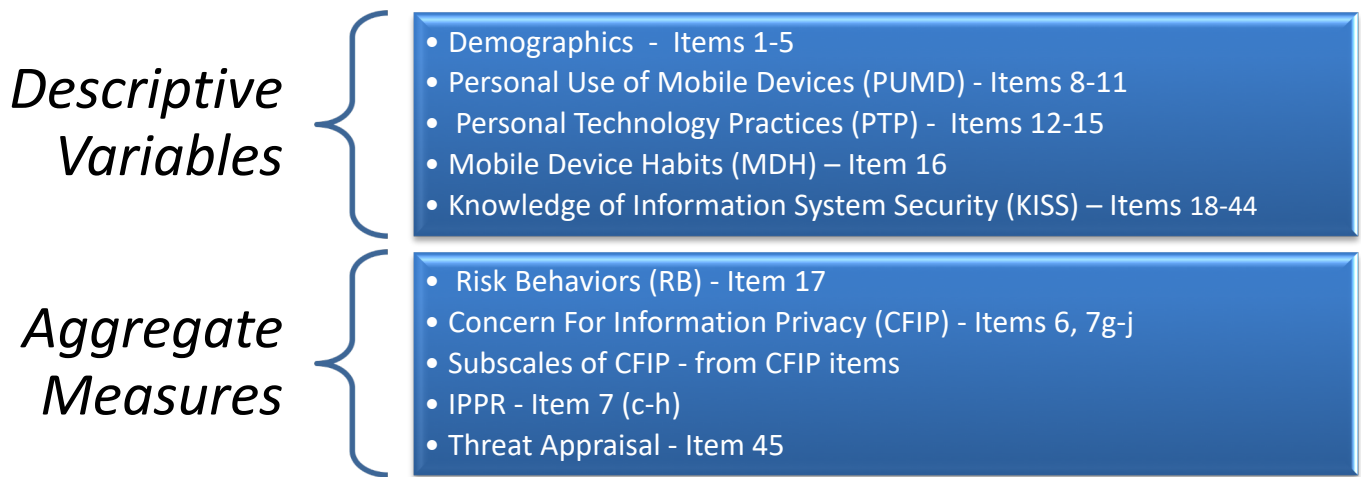 Descriptive
Variables
• Demographics - Items 1-5
• Personal Use of Mobile Devices (PUMD) - Items 8-11
• Personal Technology Practices (PTP) - Items 12-15
• Mobile Device Habits (MDH) – Item 16
• Knowledge of Information System Security (KISS) – Items 18-44
Aggregate
Measures
• Risk Behaviors (RB) - Item 17
• Concern For Information Privacy (CFIP) - Items 6, 7g-j
• Subscales of CFIP - from CFIP items
• IPPR - Item 7 (c-h)
• Threat Appraisal - Item 45